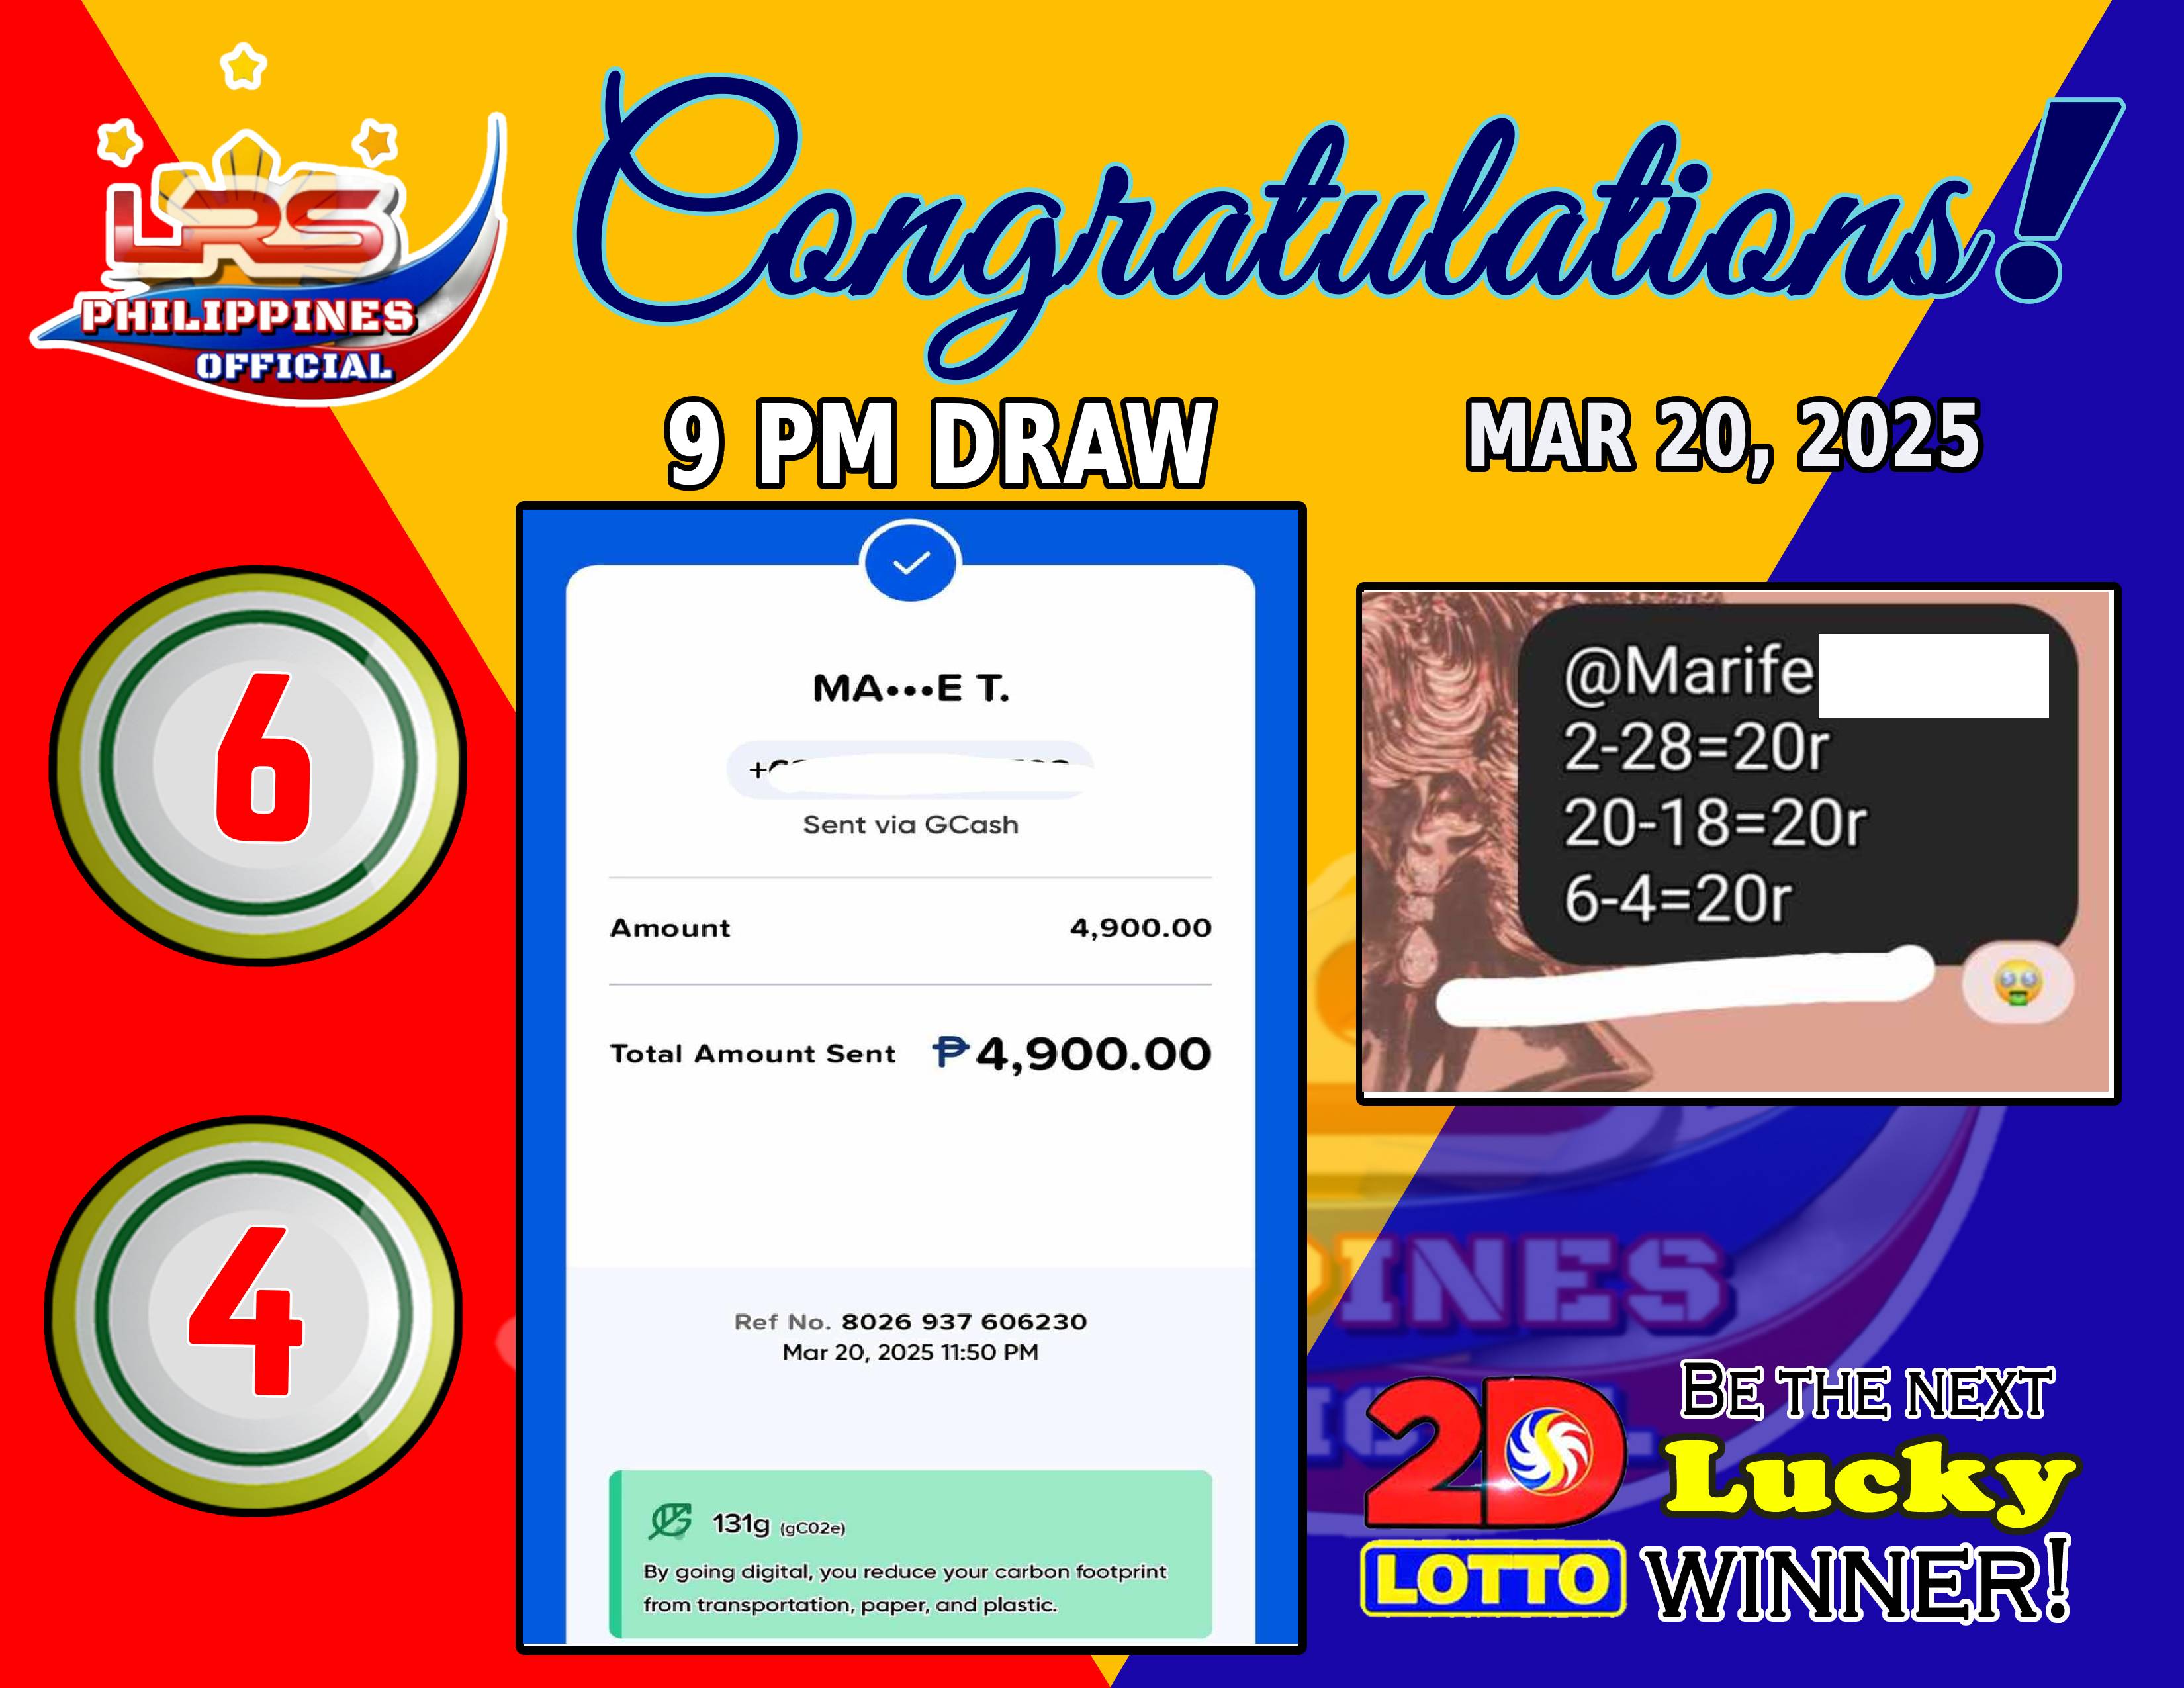 LRS
PHILIPPINES
OFFICIAL
Congratulations!
9 PM DRAW
MAR 20, 2025
6
4
MA•••E T.
Sent via GCash
Amount 4,900.00
Total Amount Sent ₱4,900.00
Ref No. 8026 937 606230
Mar 20, 2025 11:50 PM
131g (gC02e)
By going digital, you reduce your carbon footprint
from transportation, paper, and plastic.
@Marife
2-28=20r
20-18=20r
6-4=20r
PINES
2D
LOTTO
BE THE NEXT
Lucky
WINNER!